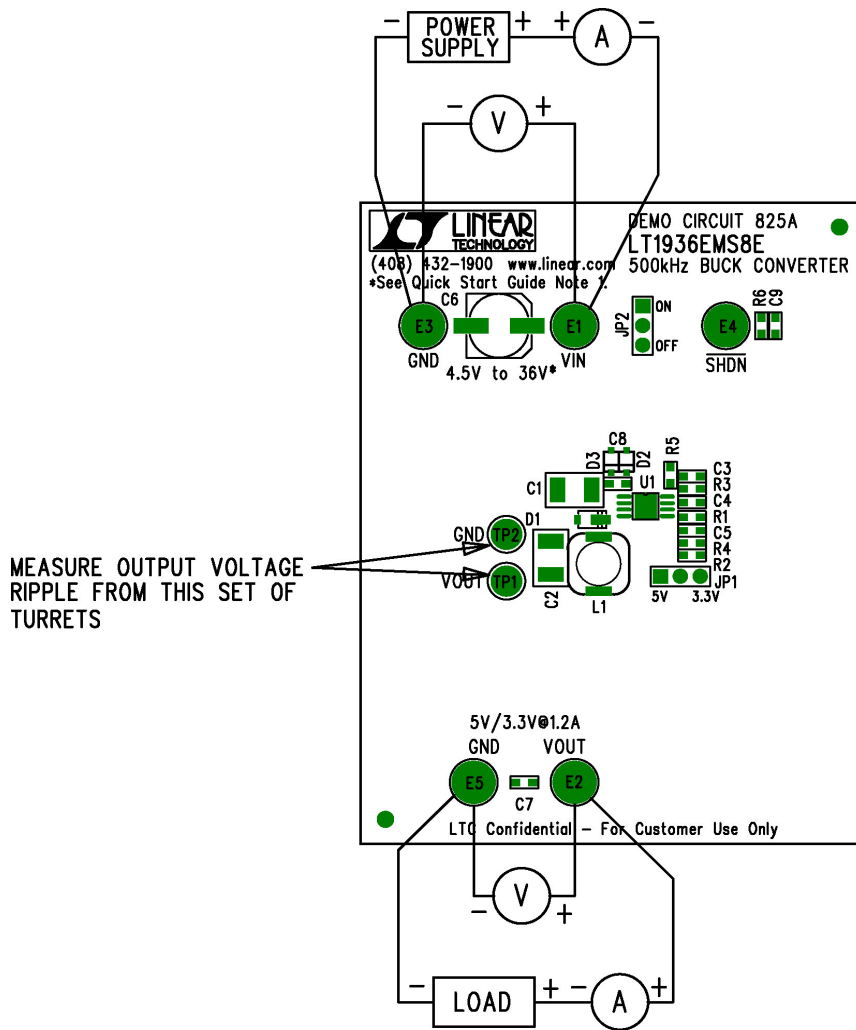 - POWER SUPPLY + + A -
- V +
LINEAR
TECHNOLOGY
(408) 432-1900 www.linear.com
*See Quick Start Guide Note 1.
DEMO CIRCUIT 825A
LT1936EMS8E
500kHz BUCK CONVERTER
C6
E3
GND
E1
VIN
4.5V to 36V*
JP2
ON
OFF
E4
SHDN
R6
C9
C8
D3
D2
R5
C1
U1
C3
R3
C4
R1
C5
R4
R2
JP1
5V 3.3V
D1
GND TP2
VOUT TP1
C2
L1
MEASURE OUTPUT VOLTAGE
RIPPLE FROM THIS SET OF
TURRETS
5V/3.3V@1.2A
GND VOUT
E5
E2
C7
LTC Confidential - For Customer Use Only
- V +
- LOAD + - A +